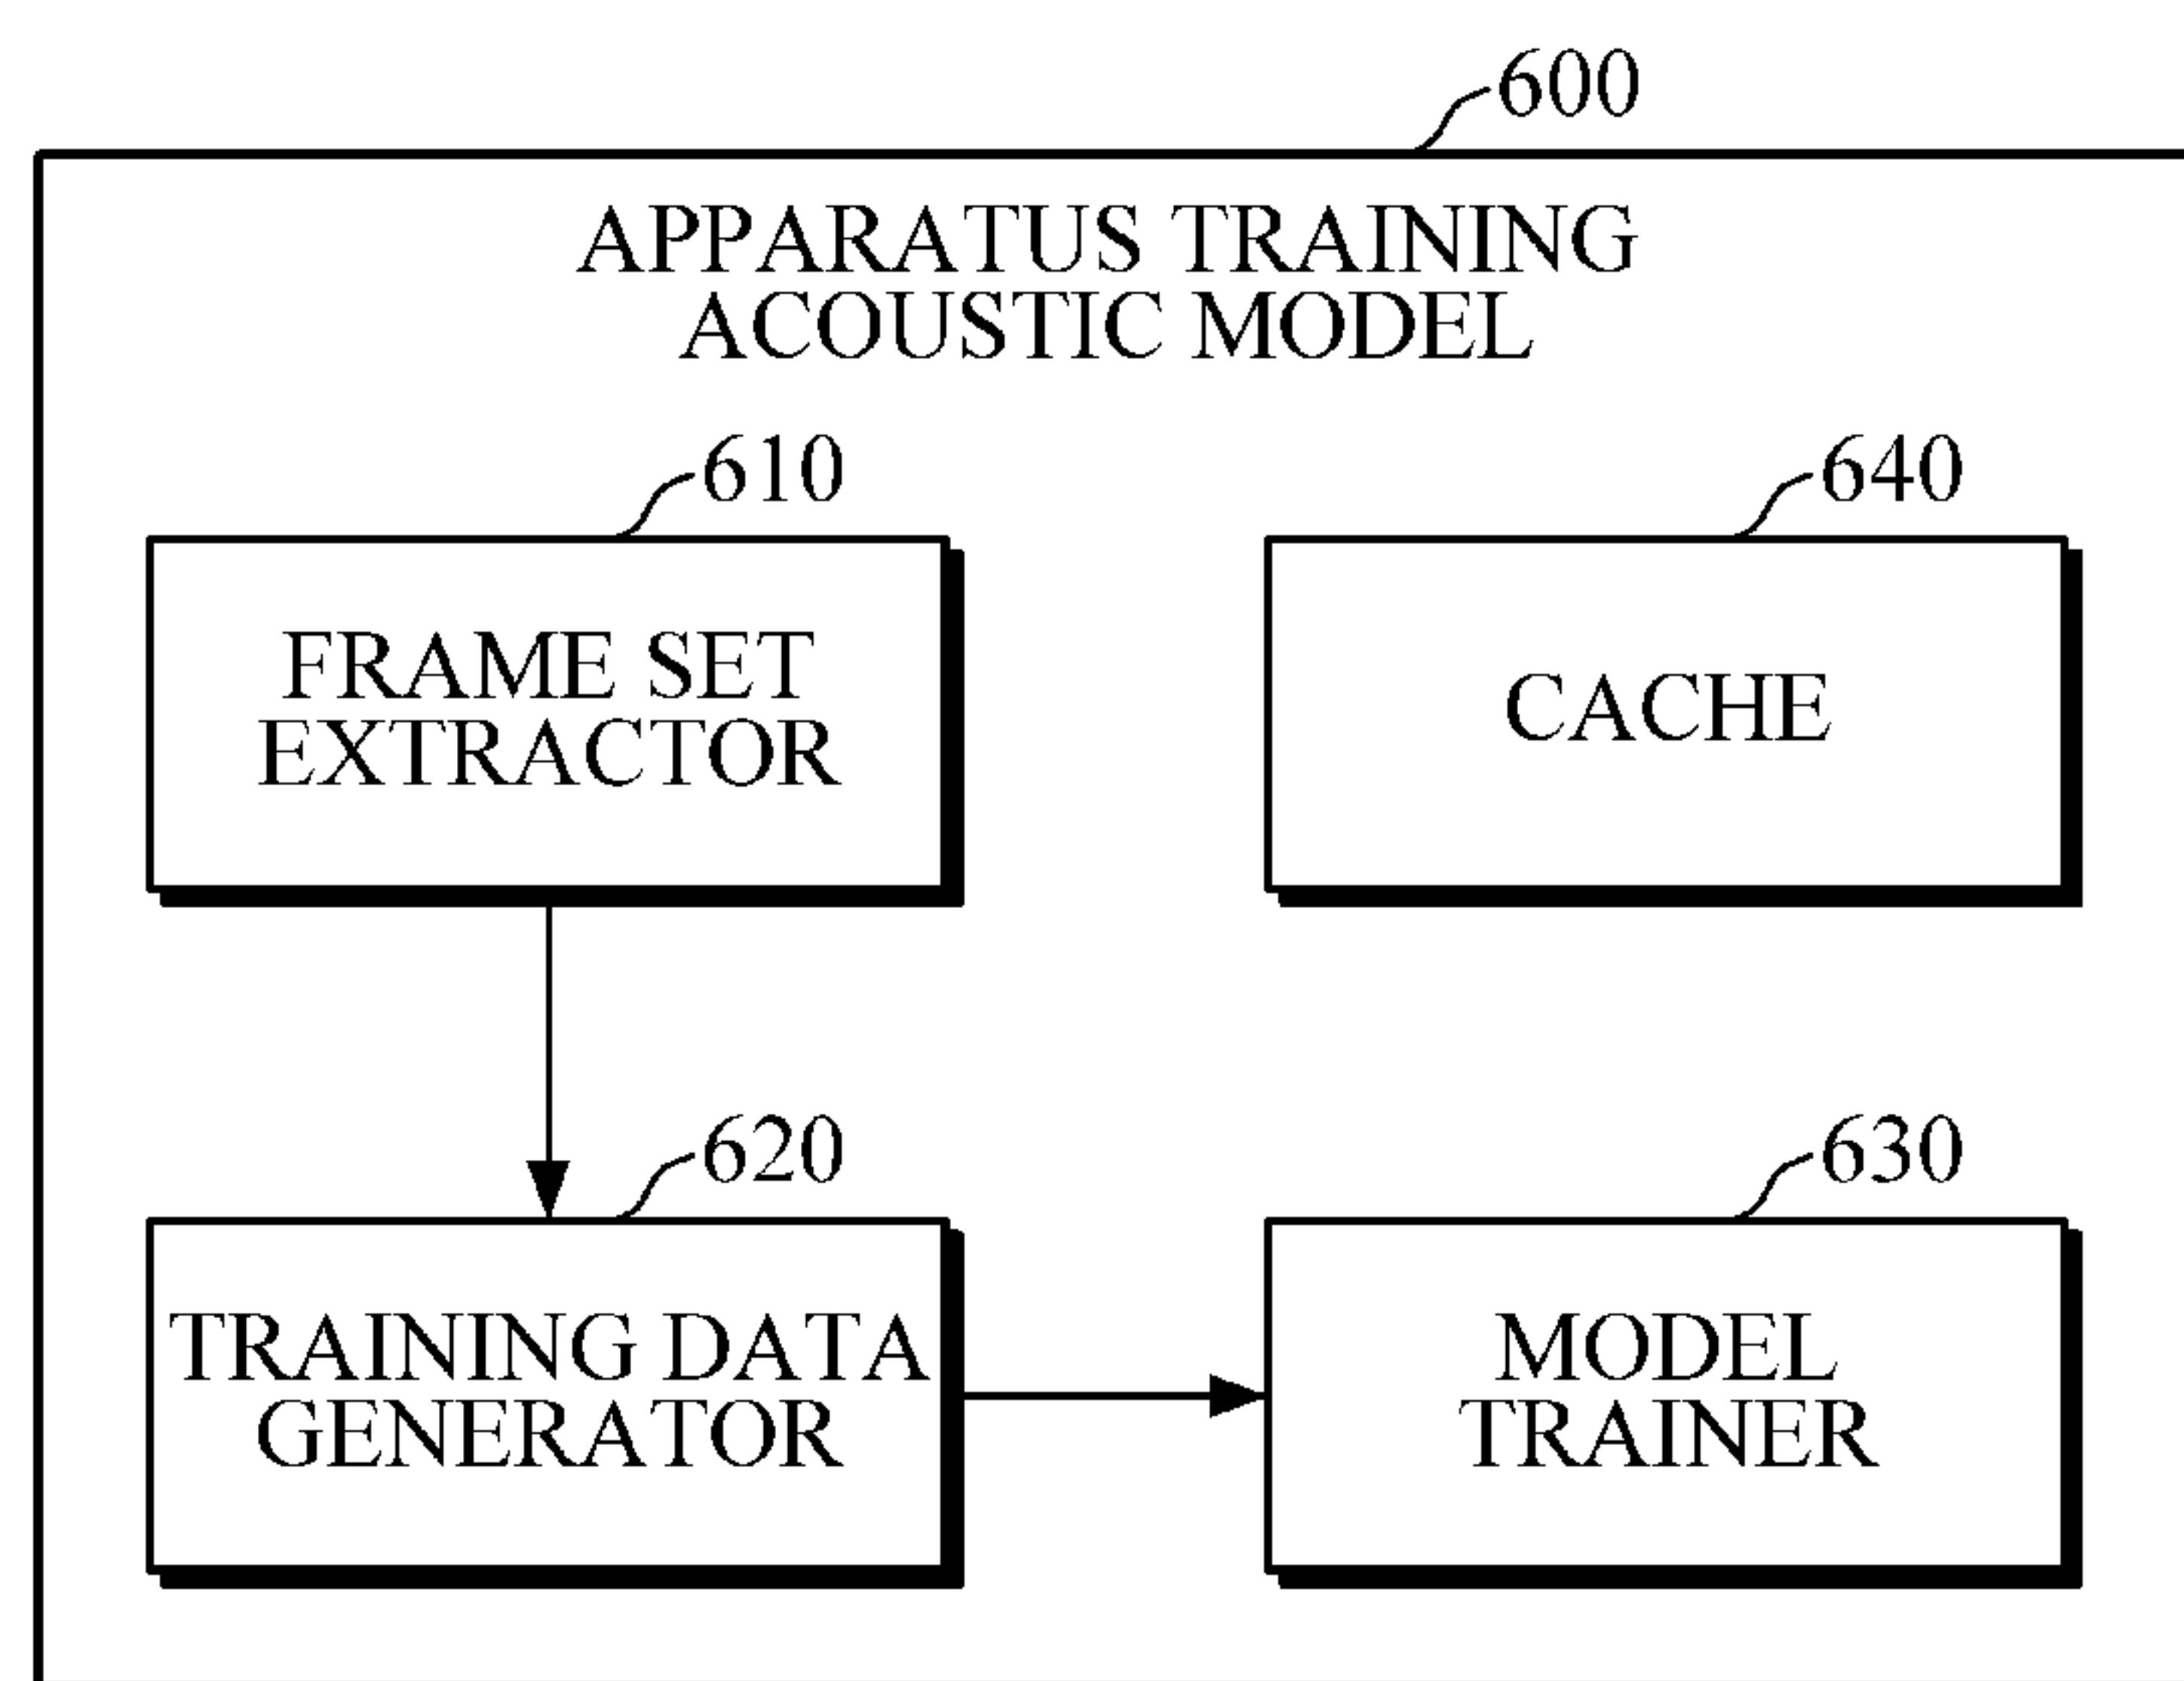 600
APPARATUS TRAINING
ACOUSTIC MODEL
610
FRAME SET
EXTRACTOR
640
CACHE
620
TRAINING DATA
GENERATOR
630
MODEL
TRAINER